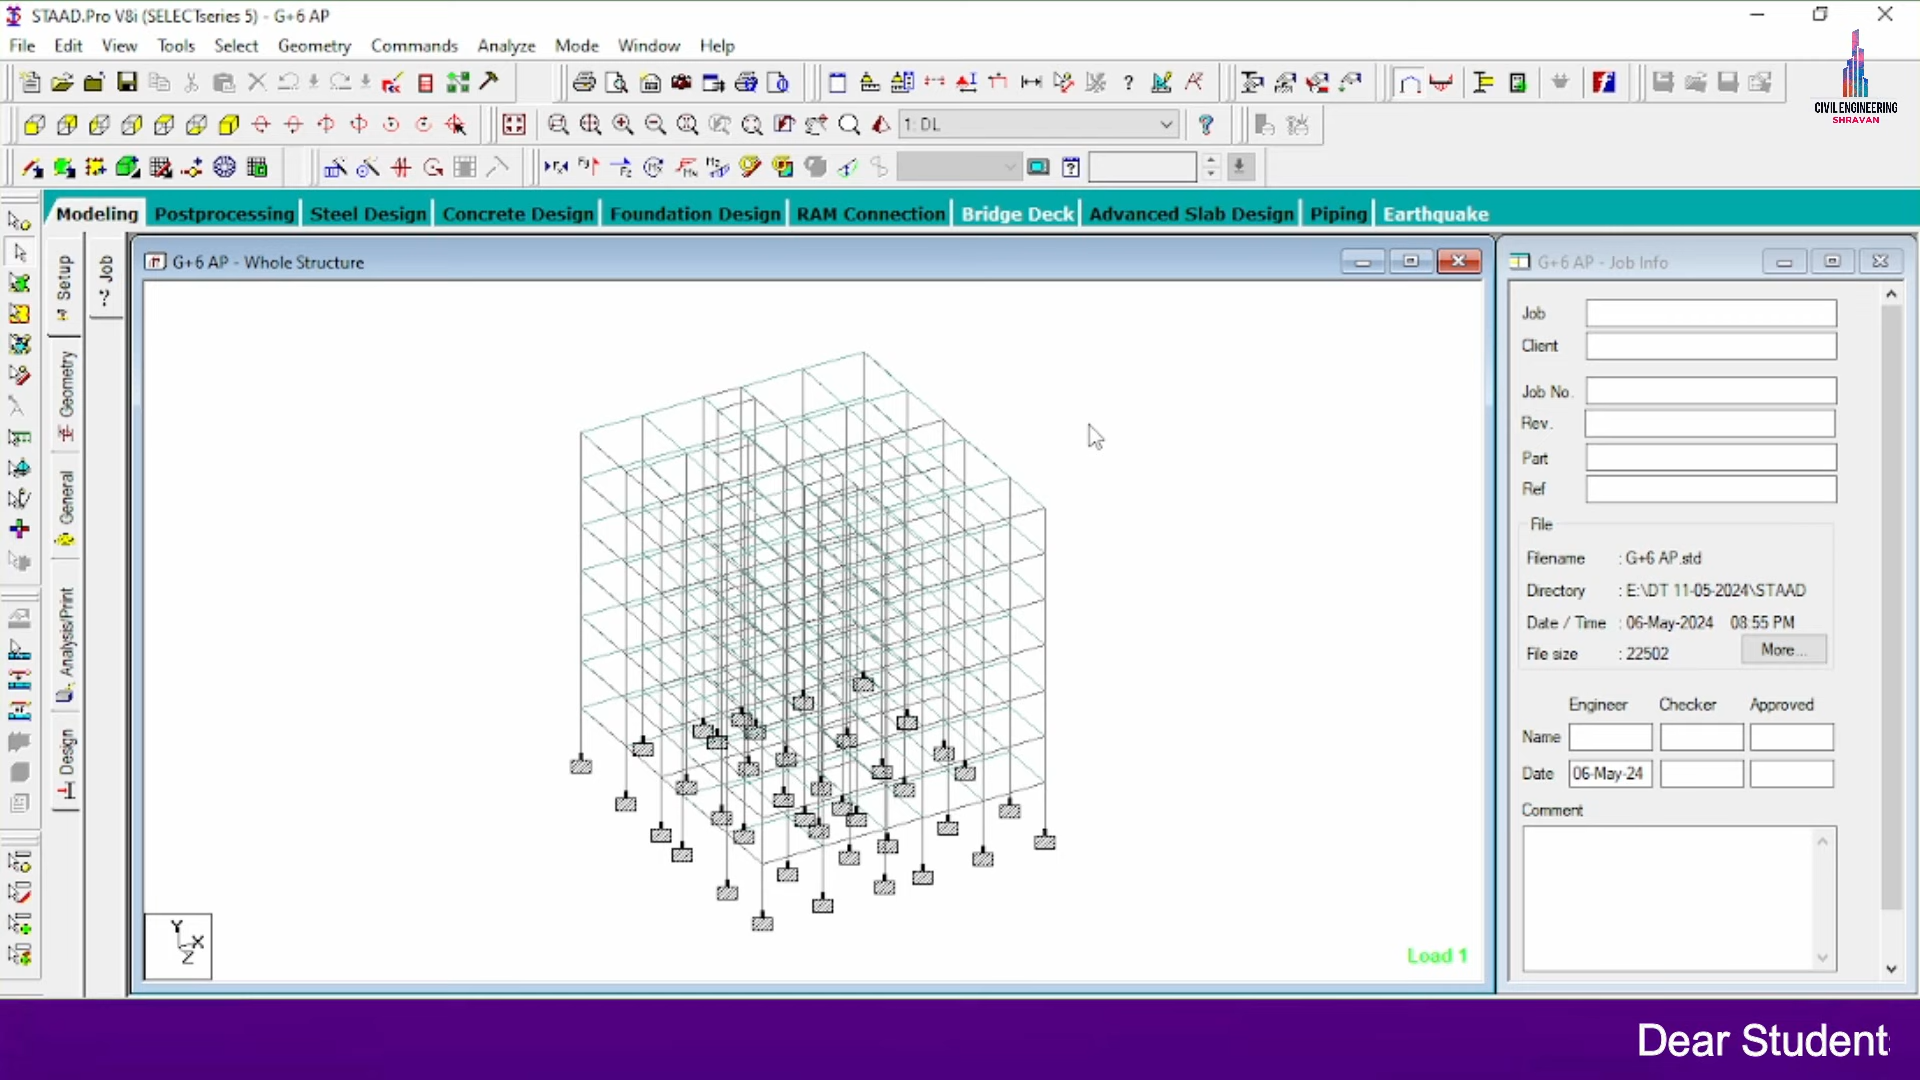 STAAD.Pro V8i (SELECTseries 5) - G+6 AP
File Edit View Tools Select Geometry Commands Analyze Mode Window Help
CIVIL ENGINEERING
SHRAVAN
1: DL
Modeling Postprocessing Steel Design Concrete Design Foundation Design RAM Connection Bridge Deck Advanced Slab Design Piping Earthquake
Setup
Geometry
General
Analysis/Print
Design
Job
G+6 AP - Whole Structure
Load 1
Y
X
Z
G+6 AP - Job Info
Job
Client
Job No.
Rev.
Part
Ref
File
Filename : G+6 AP.std
Directory : E:\DT 11-05-2024\STAAD
Date / Time : 06-May-2024 08:55 PM
File size : 22502
More...
Engineer Checker Approved
Name
Date 06-May-24
Comment
Dear Student